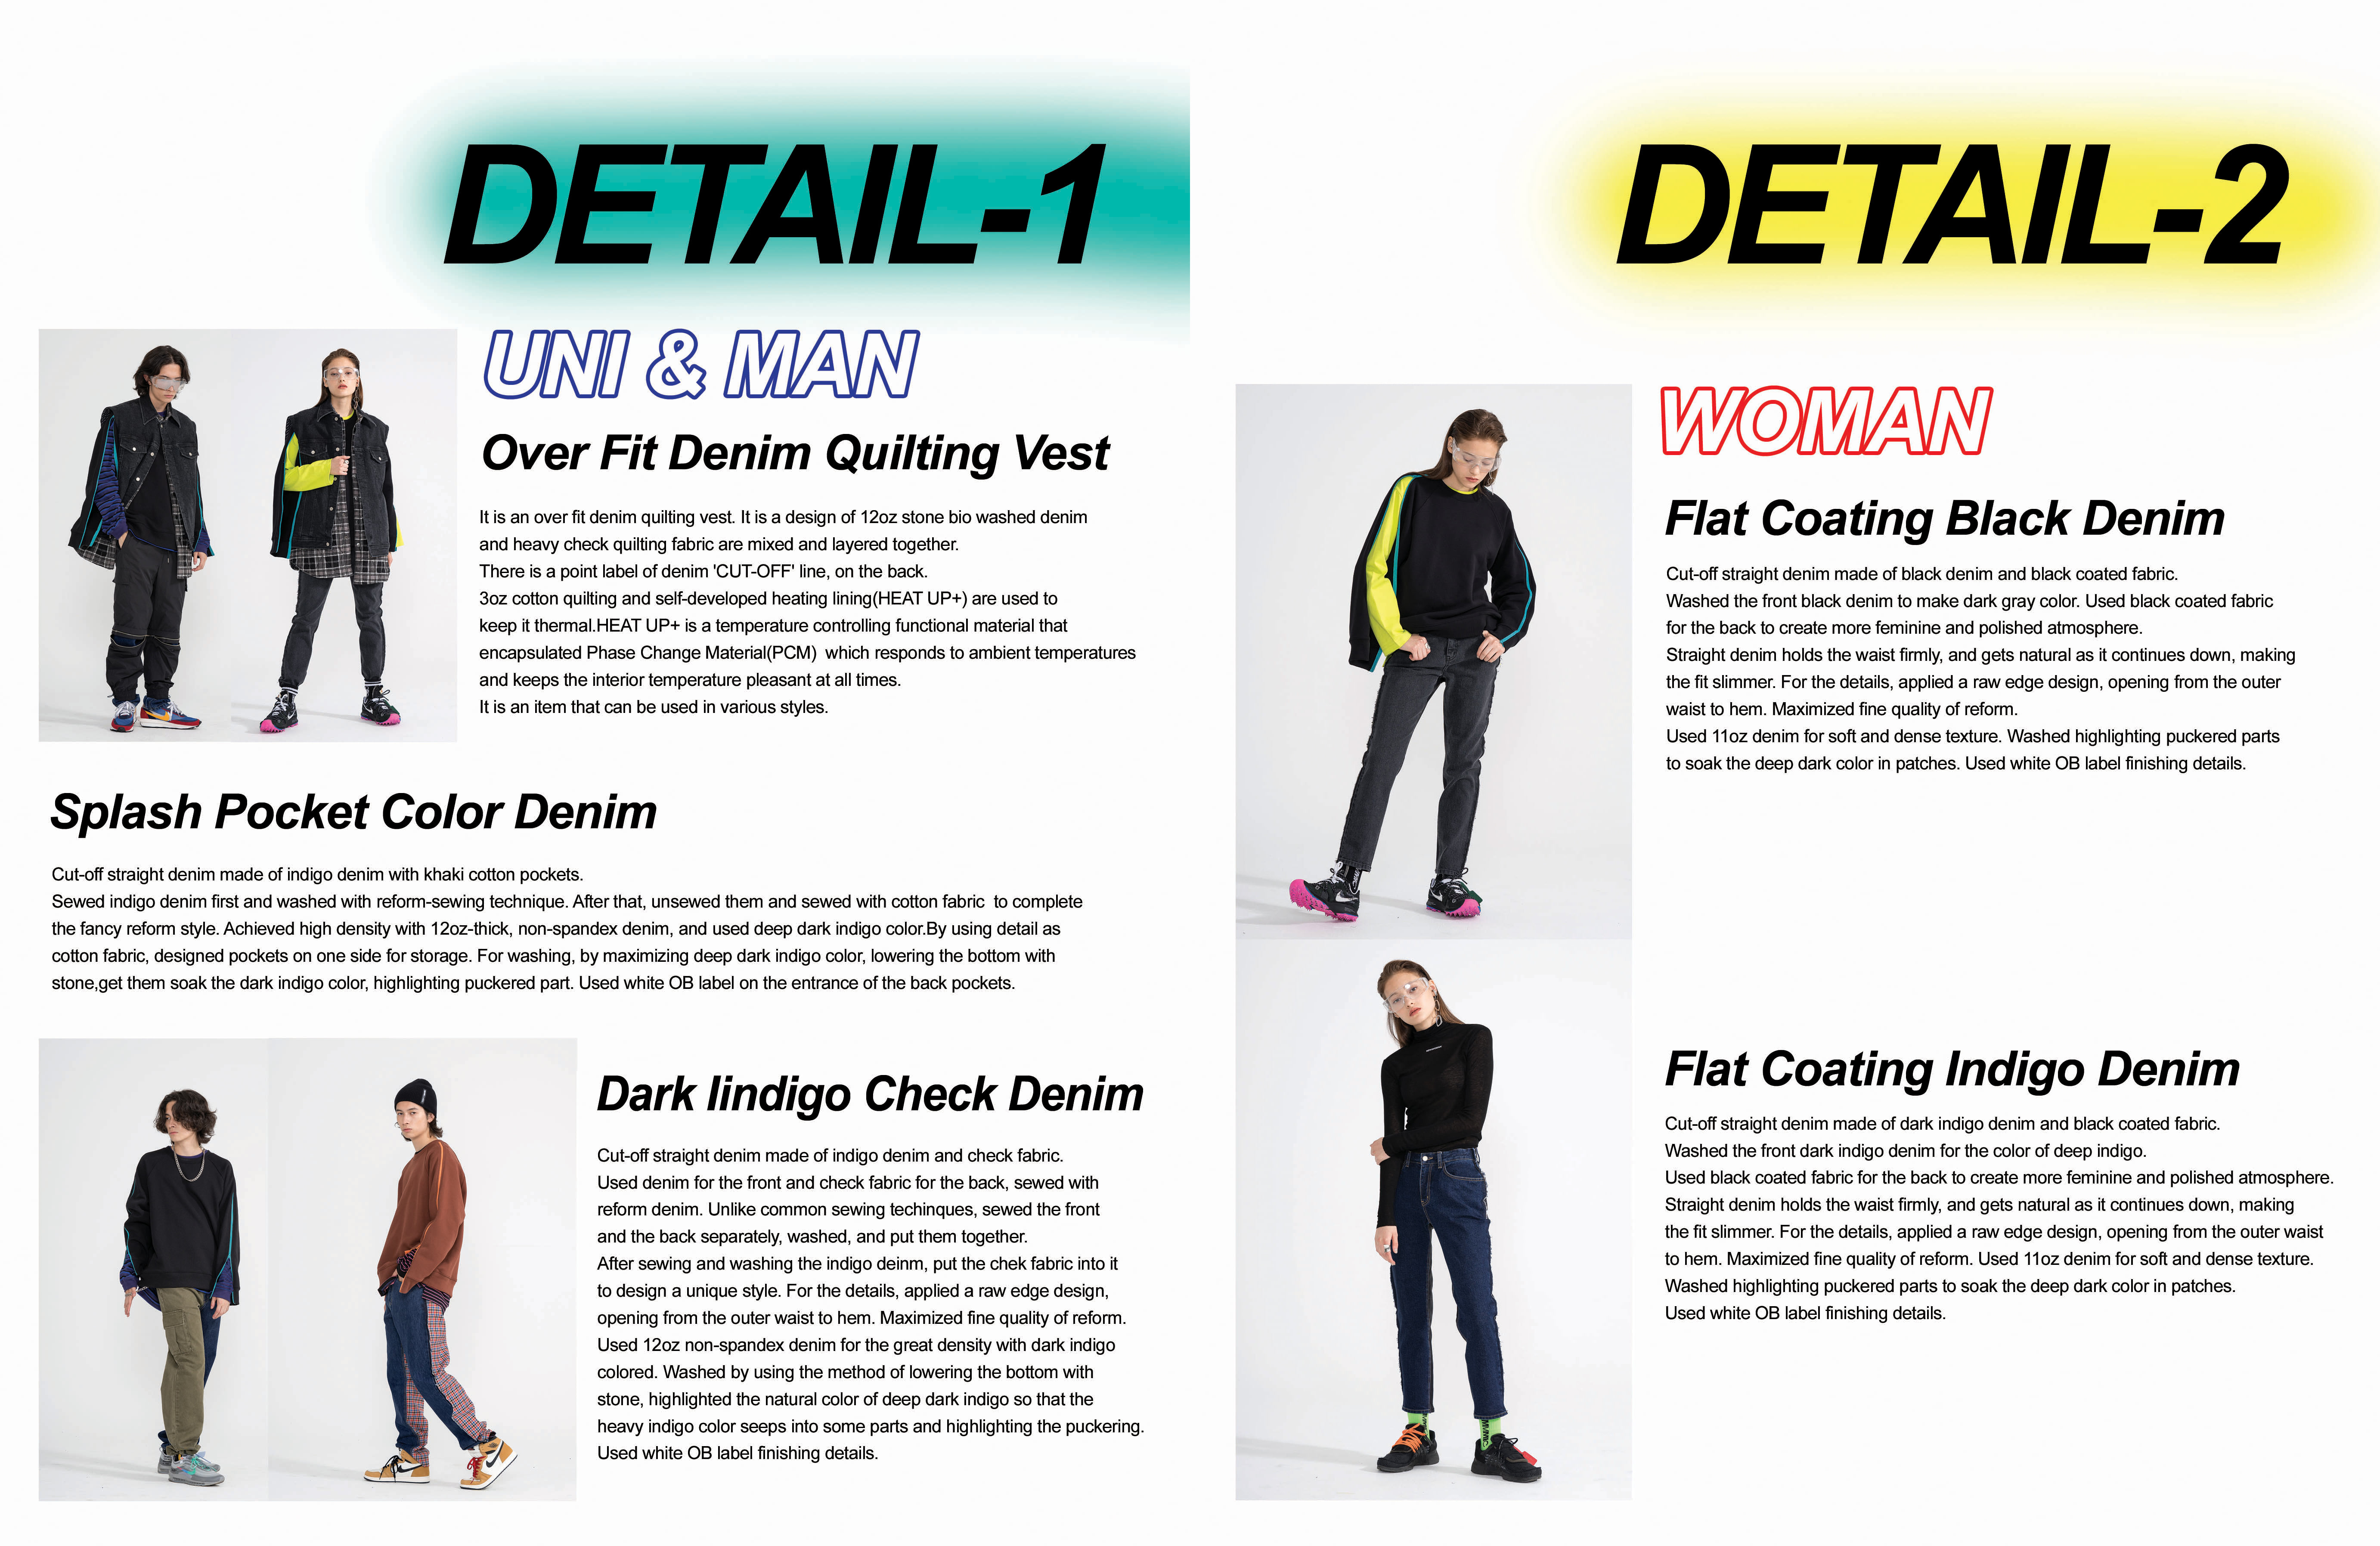 DETAIL-1
UNI & MAN
Over Fit Denim Quilting Vest
It is an over fit denim quilting vest. It is a design of 12oz stone bio washed denim
and heavy check quilting fabric are mixed and layered together.
There is a point label of denim 'CUT-OFF' line, on the back.
3oz cotton quilting and self-developed heating lining(HEAT UP+) are used to
keep it thermal.HEAT UP+ is a temperature controlling functional material that
encapsulated Phase Change Material(PCM)  which responds to ambient temperatures
and keeps the interior temperature pleasant at all times.
It is an item that can be used in various styles.
Splash Pocket Color Denim
Cut-off straight denim made of indigo denim with khaki cotton pockets.
Sewed indigo denim first and washed with reform-sewing technique. After that, unsewed them and sewed with cotton fabric  to complete
the fancy reform style. Achieved high density with 12oz-thick, non-spandex denim, and used deep dark indigo color.By using detail as
cotton fabric, designed pockets on one side for storage. For washing, by maximizing deep dark indigo color, lowering the bottom with
stone,get them soak the dark indigo color, highlighting puckered part. Used white OB label on the entrance of the back pockets.
Dark Iindigo Check Denim
Cut-off straight denim made of indigo denim and check fabric.
Used denim for the front and check fabric for the back, sewed with
reform denim. Unlike common sewing techinques, sewed the front
and the back separately, washed, and put them together.
After sewing and washing the indigo deinm, put the chek fabric into it
to design a unique style. For the details, applied a raw edge design,
opening from the outer waist to hem. Maximized fine quality of reform.
Used 12oz non-spandex denim for the great density with dark indigo
colored. Washed by using the method of lowering the bottom with
stone, highlighted the natural color of deep dark indigo so that the
heavy indigo color seeps into some parts and highlighting the puckering.
Used white OB label finishing details.
DETAIL-2
WOMAN
Flat Coating Black Denim
Cut-off straight denim made of black denim and black coated fabric.
Washed the front black denim to make dark gray color. Used black coated fabric
for the back to create more feminine and polished atmosphere.
Straight denim holds the waist firmly, and gets natural as it continues down, making
the fit slimmer. For the details, applied a raw edge design, opening from the outer
waist to hem. Maximized fine quality of reform.
Used 11oz denim for soft and dense texture. Washed highlighting puckered parts
to soak the deep dark color in patches. Used white OB label finishing details.
Flat Coating Indigo Denim
Cut-off straight denim made of dark indigo denim and black coated fabric.
Washed the front dark indigo denim for the color of deep indigo.
Used black coated fabric for the back to create more feminine and polished atmosphere.
Straight denim holds the waist firmly, and gets natural as it continues down, making
the fit slimmer. For the details, applied a raw edge design, opening from the outer waist
to hem. Maximized fine quality of reform. Used 11oz denim for soft and dense texture.
Washed highlighting puckered parts to soak the deep dark color in patches.
Used white OB label finishing details.